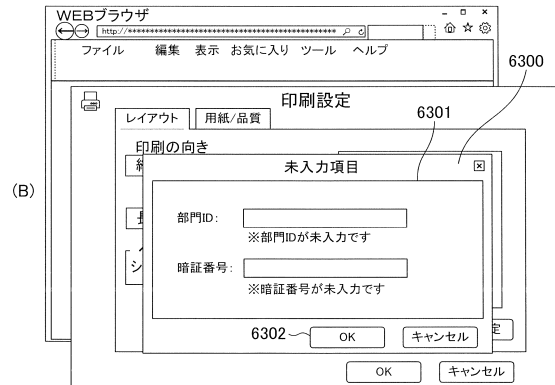 WEBブラウザ
http://************************************
ファイル 編集 表示 お気に入り ツール ヘルプ
6300
印刷設定
6301
レイアウト 用紙/品質
印刷の向き
未入力項目
(B)
部門ID:
※部門IDが未入力です
暗証番号:
※暗証番号が未入力です
シ
定
6302
OK キャンセル
OK キャンセル